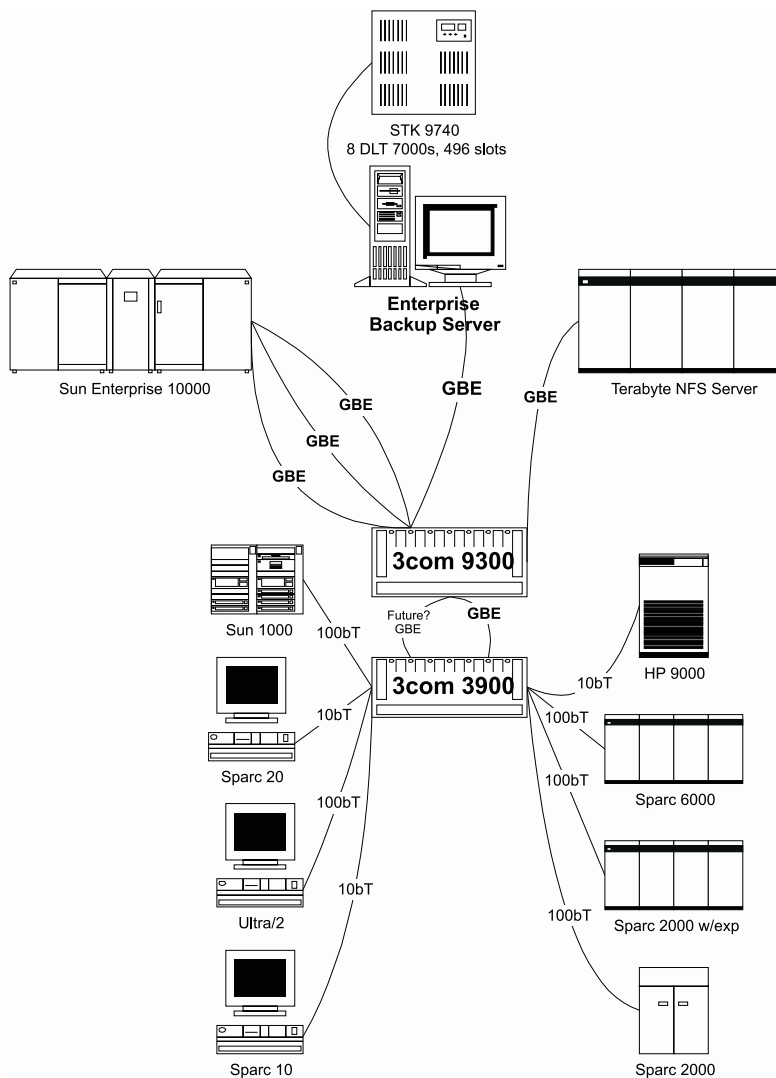 STK 9740
8 DLT 7000s, 496 slots
Enterprise
Backup Server
Sun Enterprise 10000
Terabyte NFS Server
GBE
GBE
GBE
GBE
GBE
3com 9300
Future?
GBE
GBE
3com 3900
Sun 1000
100bT
HP 9000
10bT
Sparc 20
10bT
100bT
Sparc 6000
Ultra/2
100bT
100bT
Sparc 2000 w/exp
Sparc 10
10bT
100bT
Sparc 2000